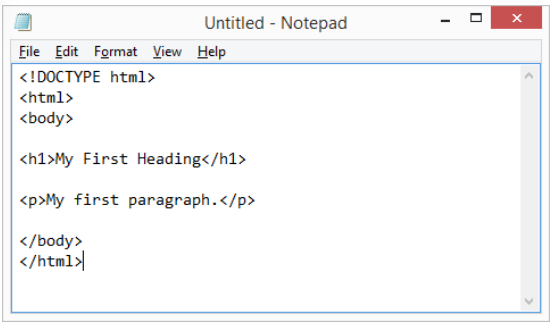 Untitled - Notepad
File Edit Format View Help
<!DOCTYPE html>
<html>
<body>
<h1>My First Heading</h1>
<p>My first paragraph.</p>
</body>
</html>